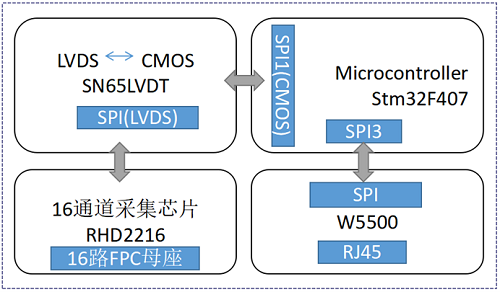 LVDS CMOS
SN65LVDT
SPI(LVDS)
SPI1(CMOS)
Microcontroller
Stm32F407
SPI3
16通道采集芯片
RHD2216
16路FPC母座
SPI
W5500
RJ45